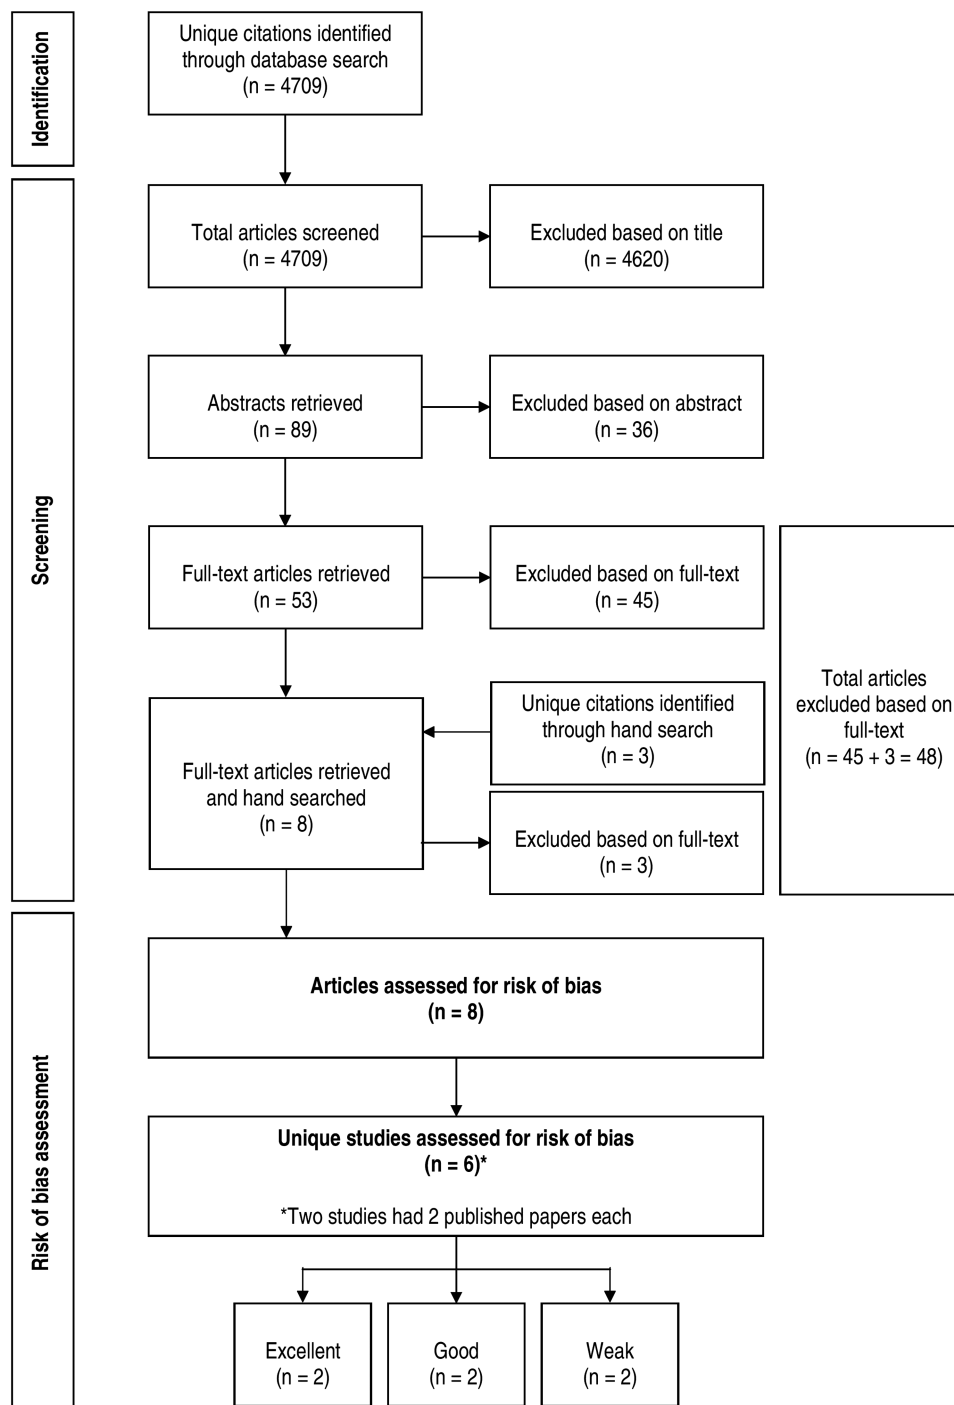 Identification
Unique citations identified
through database search
(n = 4709)
Screening
Total articles screened
(n = 4709)
Excluded based on title
(n = 4620)
Abstracts retrieved
(n = 89)
Excluded based on abstract
(n = 36)
Full-text articles retrieved
(n = 53)
Excluded based on full-text
(n = 45)
Full-text articles retrieved
and hand searched
(n = 8)
Unique citations identified
through hand search
(n = 3)
Excluded based on full-text
(n = 3)
Total articles
excluded based on
full-text
(n = 45 + 3 = 48)
Risk of bias assessment
Articles assessed for risk of bias
(n = 8)
Unique studies assessed for risk of bias
(n = 6)*
*Two studies had 2 published papers each
Excellent
(n = 2)
Good
(n = 2)
Weak
(n = 2)